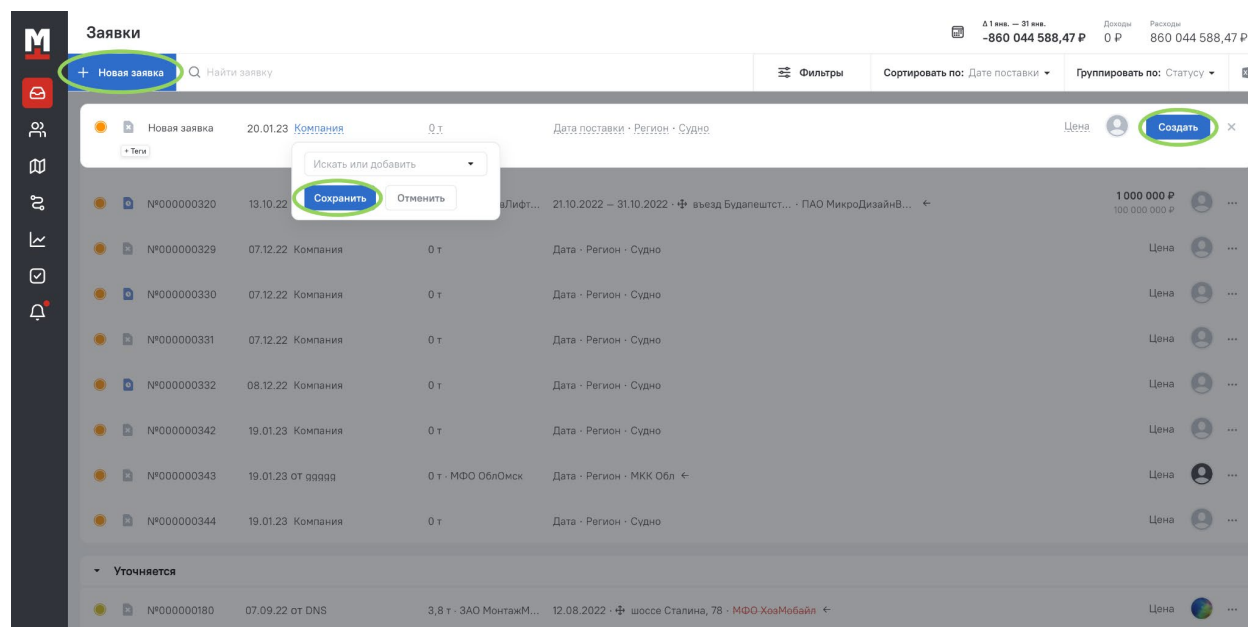 Заявки
Δ 1 янв. — 31 янв. Доходы Расходы
-860 044 588,47 ₽ 0 ₽ 860 044 588,47 ₽
+ Новая заявка Найти заявку Фильтры Сортировать по: Дате поставки Группировать по: Статусу
Новая заявка 20.01.23 Компания 0 т Дата поставки · Регион · Судно Цена Создать ×
+ Теги
Искать или добавить
Сохранить Отменить
№000000320 13.10.22 вЛифт... 21.10.2022 — 31.10.2022 · въезд Будапештст... · ПАО МикроДизайнВ... ← 1 000 000 ₽ ...
100 000 000 ₽
№000000329 07.12.22 Компания 0 т Дата · Регион · Судно Цена ...
№000000330 07.12.22 Компания 0 т Дата · Регион · Судно Цена ...
№000000331 07.12.22 Компания 0 т Дата · Регион · Судно Цена ...
№000000332 08.12.22 Компания 0 т Дата · Регион · Судно Цена ...
№000000342 19.01.23 Компания 0 т Дата · Регион · Судно Цена ...
№000000343 19.01.23 от qqqqq 0 т · МФО ОблОмск Дата · Регион · МКК Обл ← Цена ...
№000000344 19.01.23 Компания 0 т Дата · Регион · Судно Цена ...
Уточняется
№000000180 07.09.22 от DNS 3,8 т · ЗАО МонтажМ... 12.08.2022 · шоссе Сталина, 78 · МФО ХозМобайл ← Цена ...